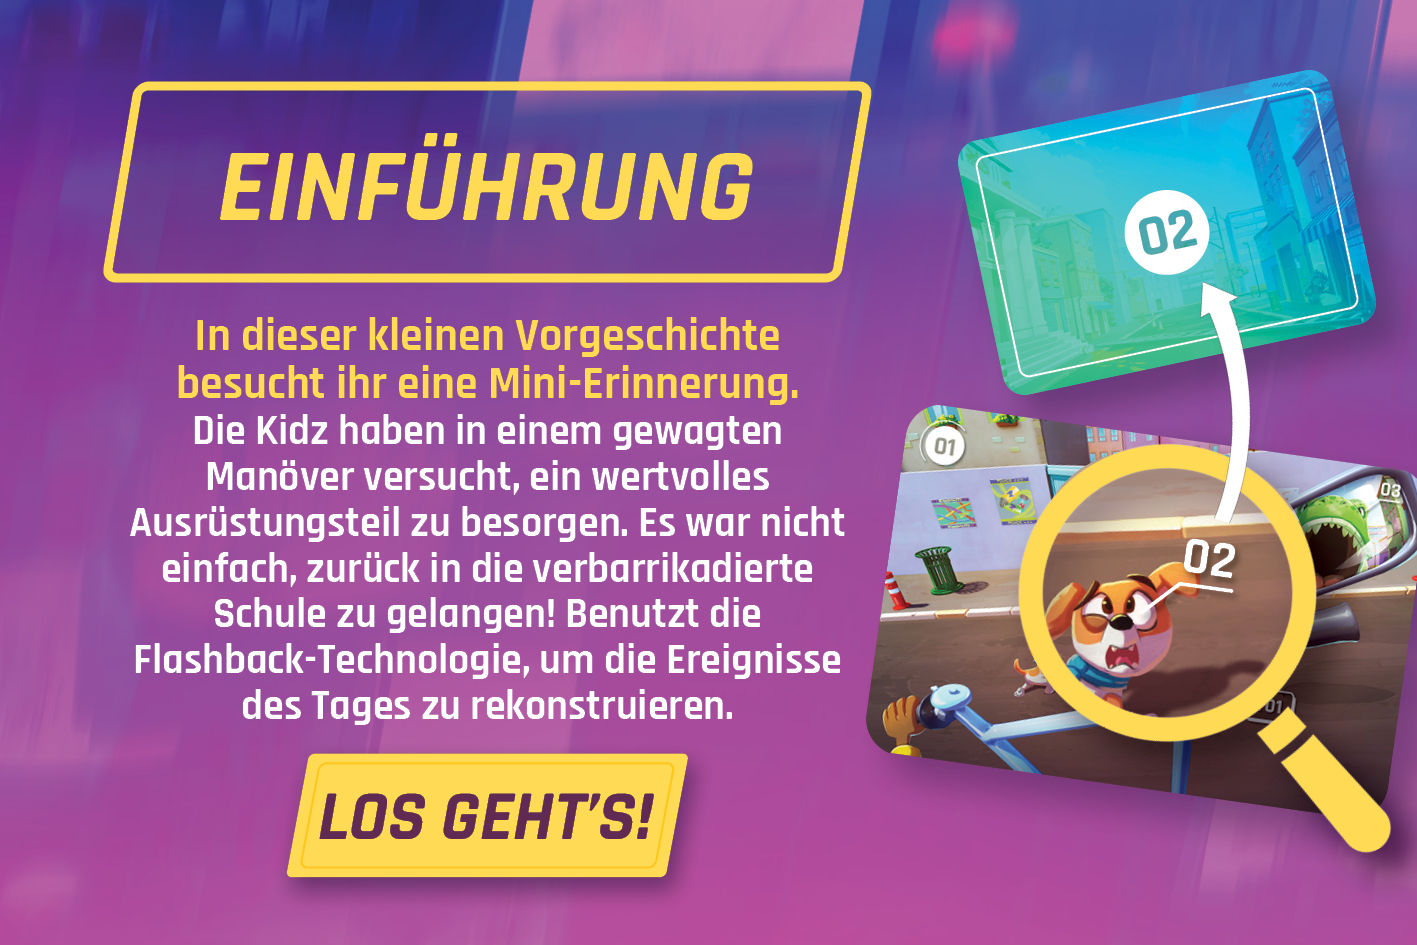 EINFÜHRUNG
In dieser kleinen Vorgeschichte
besucht ihr eine Mini-Erinnerung.
Die Kidz haben in einem gewagten
Manöver versucht, ein wertvolles
Ausrüstungsteil zu besorgen. Es war nicht
einfach, zurück in die verbarrikadierte
Schule zu gelangen! Benutzt die
Flashback-Technologie, um die Ereignisse
des Tages zu rekonstruieren.
LOS GEHT'S!
02
01
03
02
01